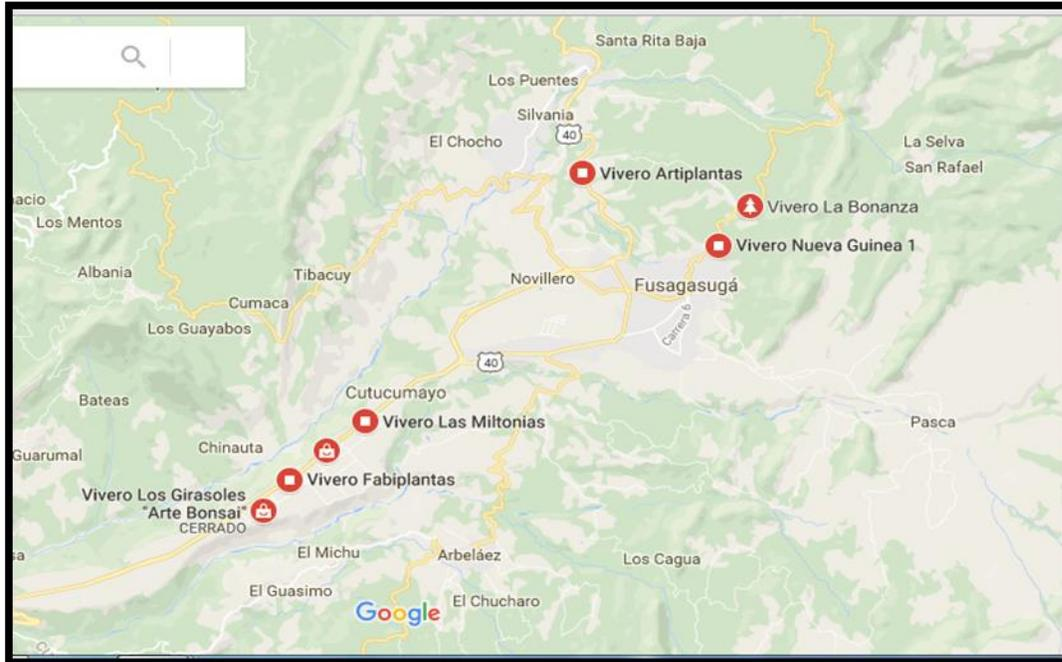 Santa Rita Baja
Los Puentes
Silvania
40
El Chocho
La Selva
San Rafael
Vivero Artiplantas
Vivero La Bonanza
acio
Los Mentos
Vivero Nueva Guinea 1
Albania
Tibacuy
Novillero
Fusagasugá
Cumaca
Los Guayabos
Carrera 6
40
Cutucumayo
Bateas
Vivero Las Miltonias
Pasca
Chinauta
Guarumal
Vivero Fabiplantas
Vivero Los Girasoles
"Arte Bonsai"
CERRADO
sa
El Michu
Arbeláez
Los Cagua
El Guasimo
El Chucharo
Google